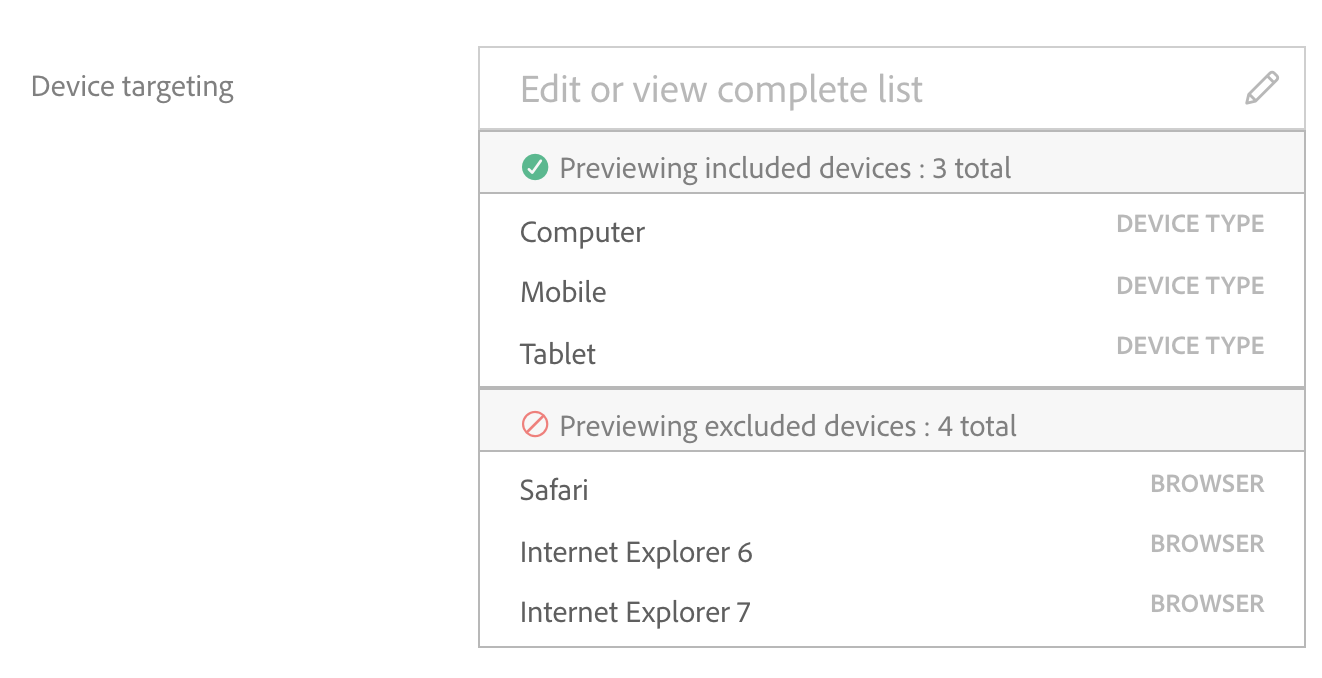 Device targeting
Edit or view complete list
Previewing included devices : 3 total
Computer DEVICE TYPE
Mobile DEVICE TYPE
Tablet DEVICE TYPE
Previewing excluded devices : 4 total
Safari BROWSER
Internet Explorer 6 BROWSER
Internet Explorer 7 BROWSER